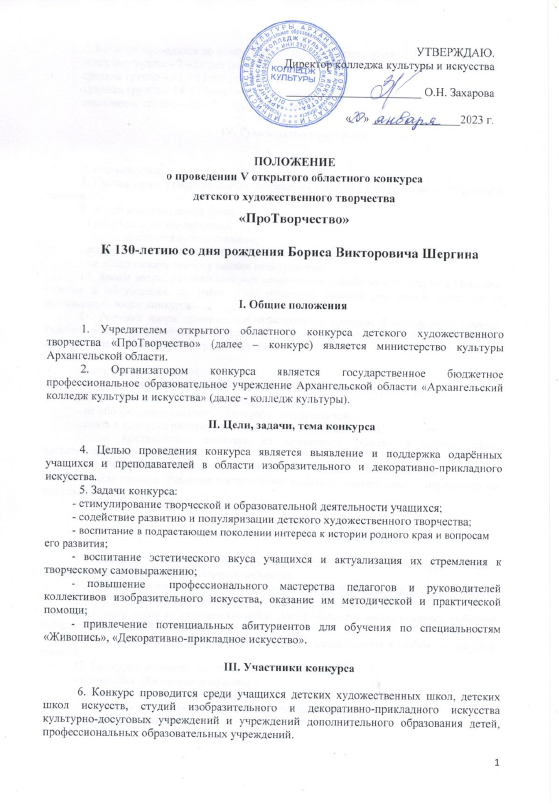 УТВЕРЖДАЮ.
Директор колледжа культуры и искусства
О.Н. Захарова
« » января 2023 г.
КОЛЛЕДЖ
КУЛЬТУРЫ
ПОЛОЖЕНИЕ
о проведении V открытого областного конкурса
детского художественного творчества
«ПроТворчество»
К 130-летию со дня рождения Бориса Викторовича Шергина
I. Общие положения
1. Учредителем открытого областного конкурса детского художественного
творчества «ПроТворчество» (далее – конкурс) является министерство культуры
Архангельской области.
2. Организатором конкурса является государственное бюджетное
профессиональное образовательное учреждение Архангельской области «Архангельский
колледж культуры и искусства» (далее - колледж культуры).
II. Цели, задачи, тема конкурса
4. Целью проведения конкурса является выявление и поддержка одарённых
учащихся и преподавателей в области изобразительного и декоративно-прикладного
искусства.
5. Задачи конкурса:
- стимулирование творческой и образовательной деятельности учащихся;
- содействие развитию и популяризации детского художественного творчества;
- воспитание в подрастающем поколении интереса к истории родного края и вопросам
его развития;
- воспитание эстетического вкуса учащихся и актуализация их стремления к
творческому самовыражению;
- повышение профессионального мастерства педагогов и руководителей
коллективов изобразительного искусства, оказание им методической и практической
помощи;
- привлечение потенциальных абитуриентов для обучения по специальностям
«Живопись», «Декоративно-прикладное искусство».
III. Участники конкурса
6. Конкурс проводится среди учащихся детских художественных школ, детских
школ искусств, студий изобразительного и декоративно-прикладного искусства
культурно-досуговых учреждений и учреждений дополнительного образования детей,
профессиональных образовательных учреждений.
1